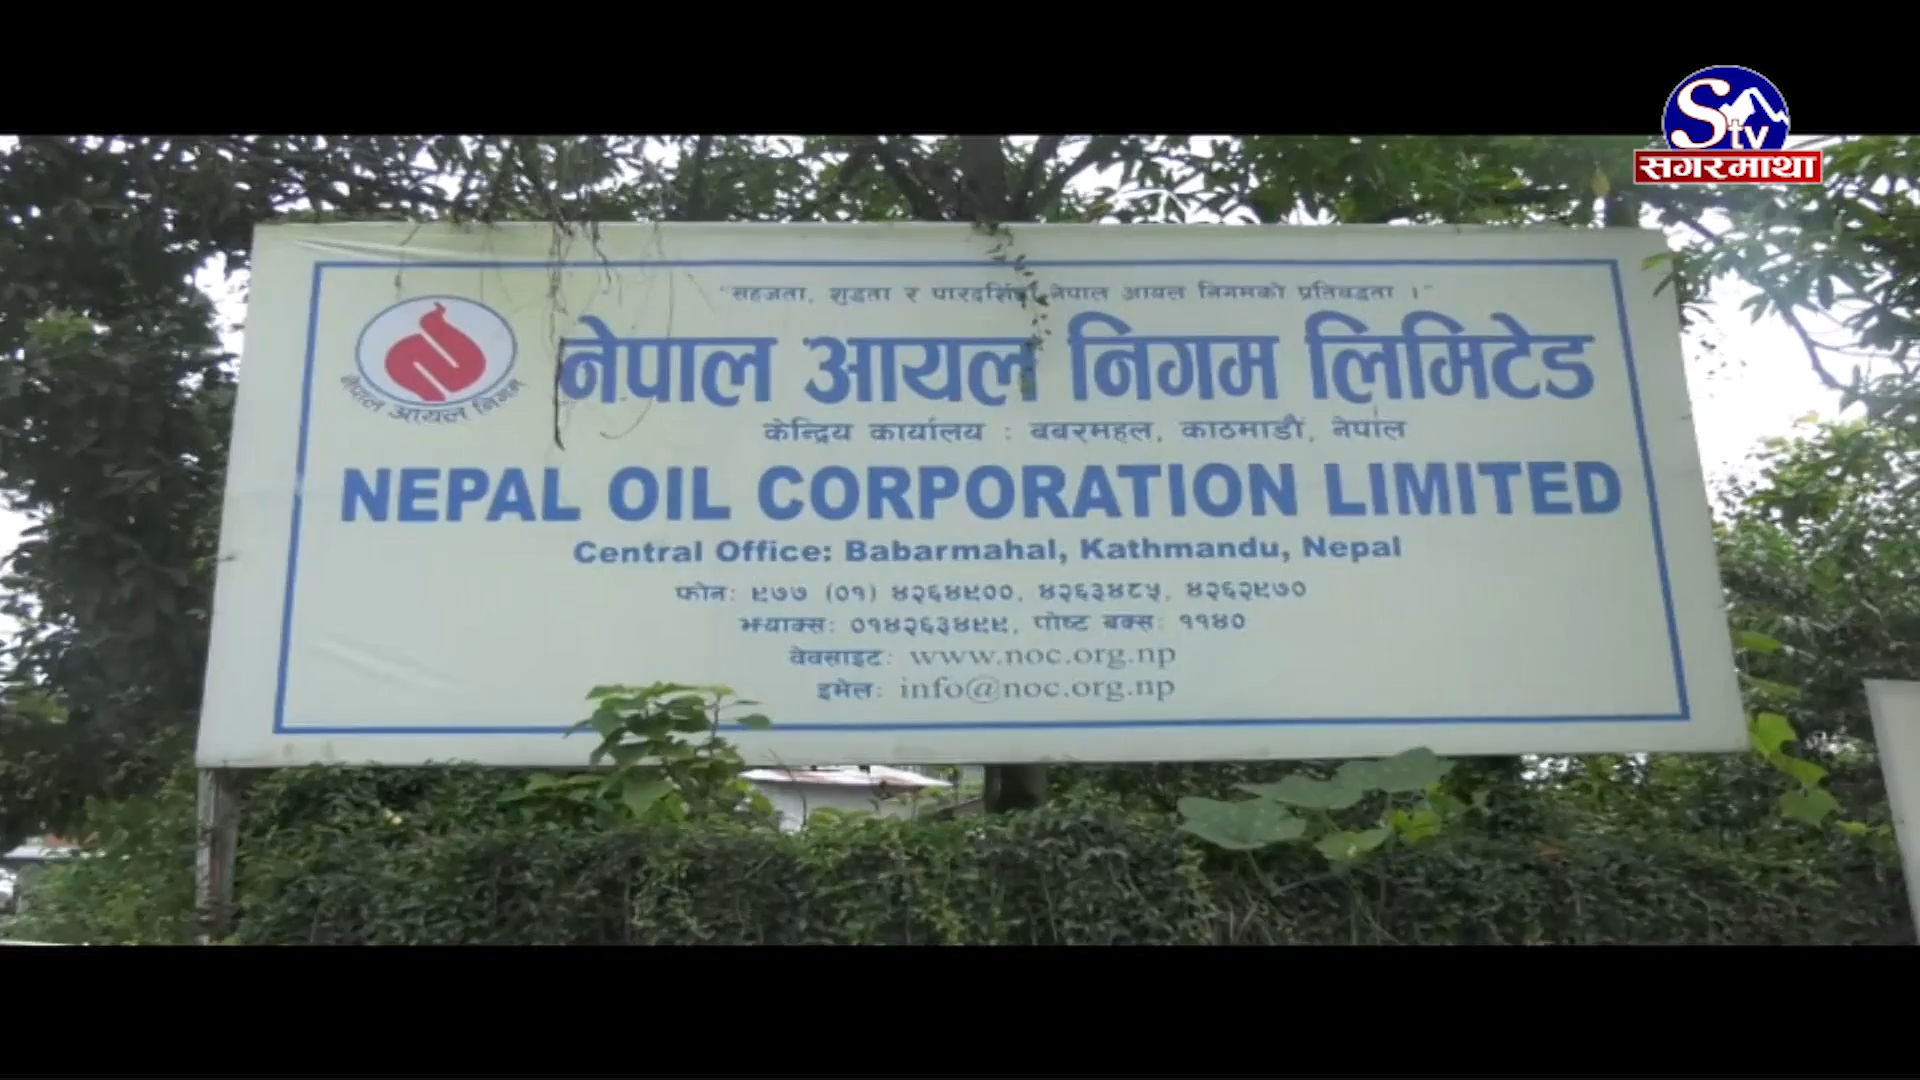 Stv
सगरमाथा
"सहजता, शुद्धता र पारदर्सिता नेपाल आयल निगमको प्रतिबद्धता ।"
नेपाल आयल निगम
नेपाल आयल निगम लिमिटेड
केन्द्रिय कार्यालय : बबरमहल, काठमाडौं, नेपाल
NEPAL OIL CORPORATION LIMITED
Central Office: Babarmahal, Kathmandu, Nepal
फोन: ९७७ (०१) ४२६४९००, ४२६३४८५, ४२६२९७०
भ्याक्स: ०१४२६३४९९, पोष्ट बक्स: ११४०
वेवसाइट: www.noc.org.np
इमेल: info@noc.org.np